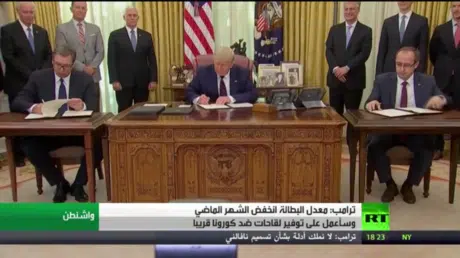 واشنطن
ترامب: معدل البطالة انخفض الشهر الماضي
وسأعمل على توفير لقاحات ضد كورونا قريبا
RT
ترامب: لا نملك أدلة بشأن تسميم نافالني
18:23 NY